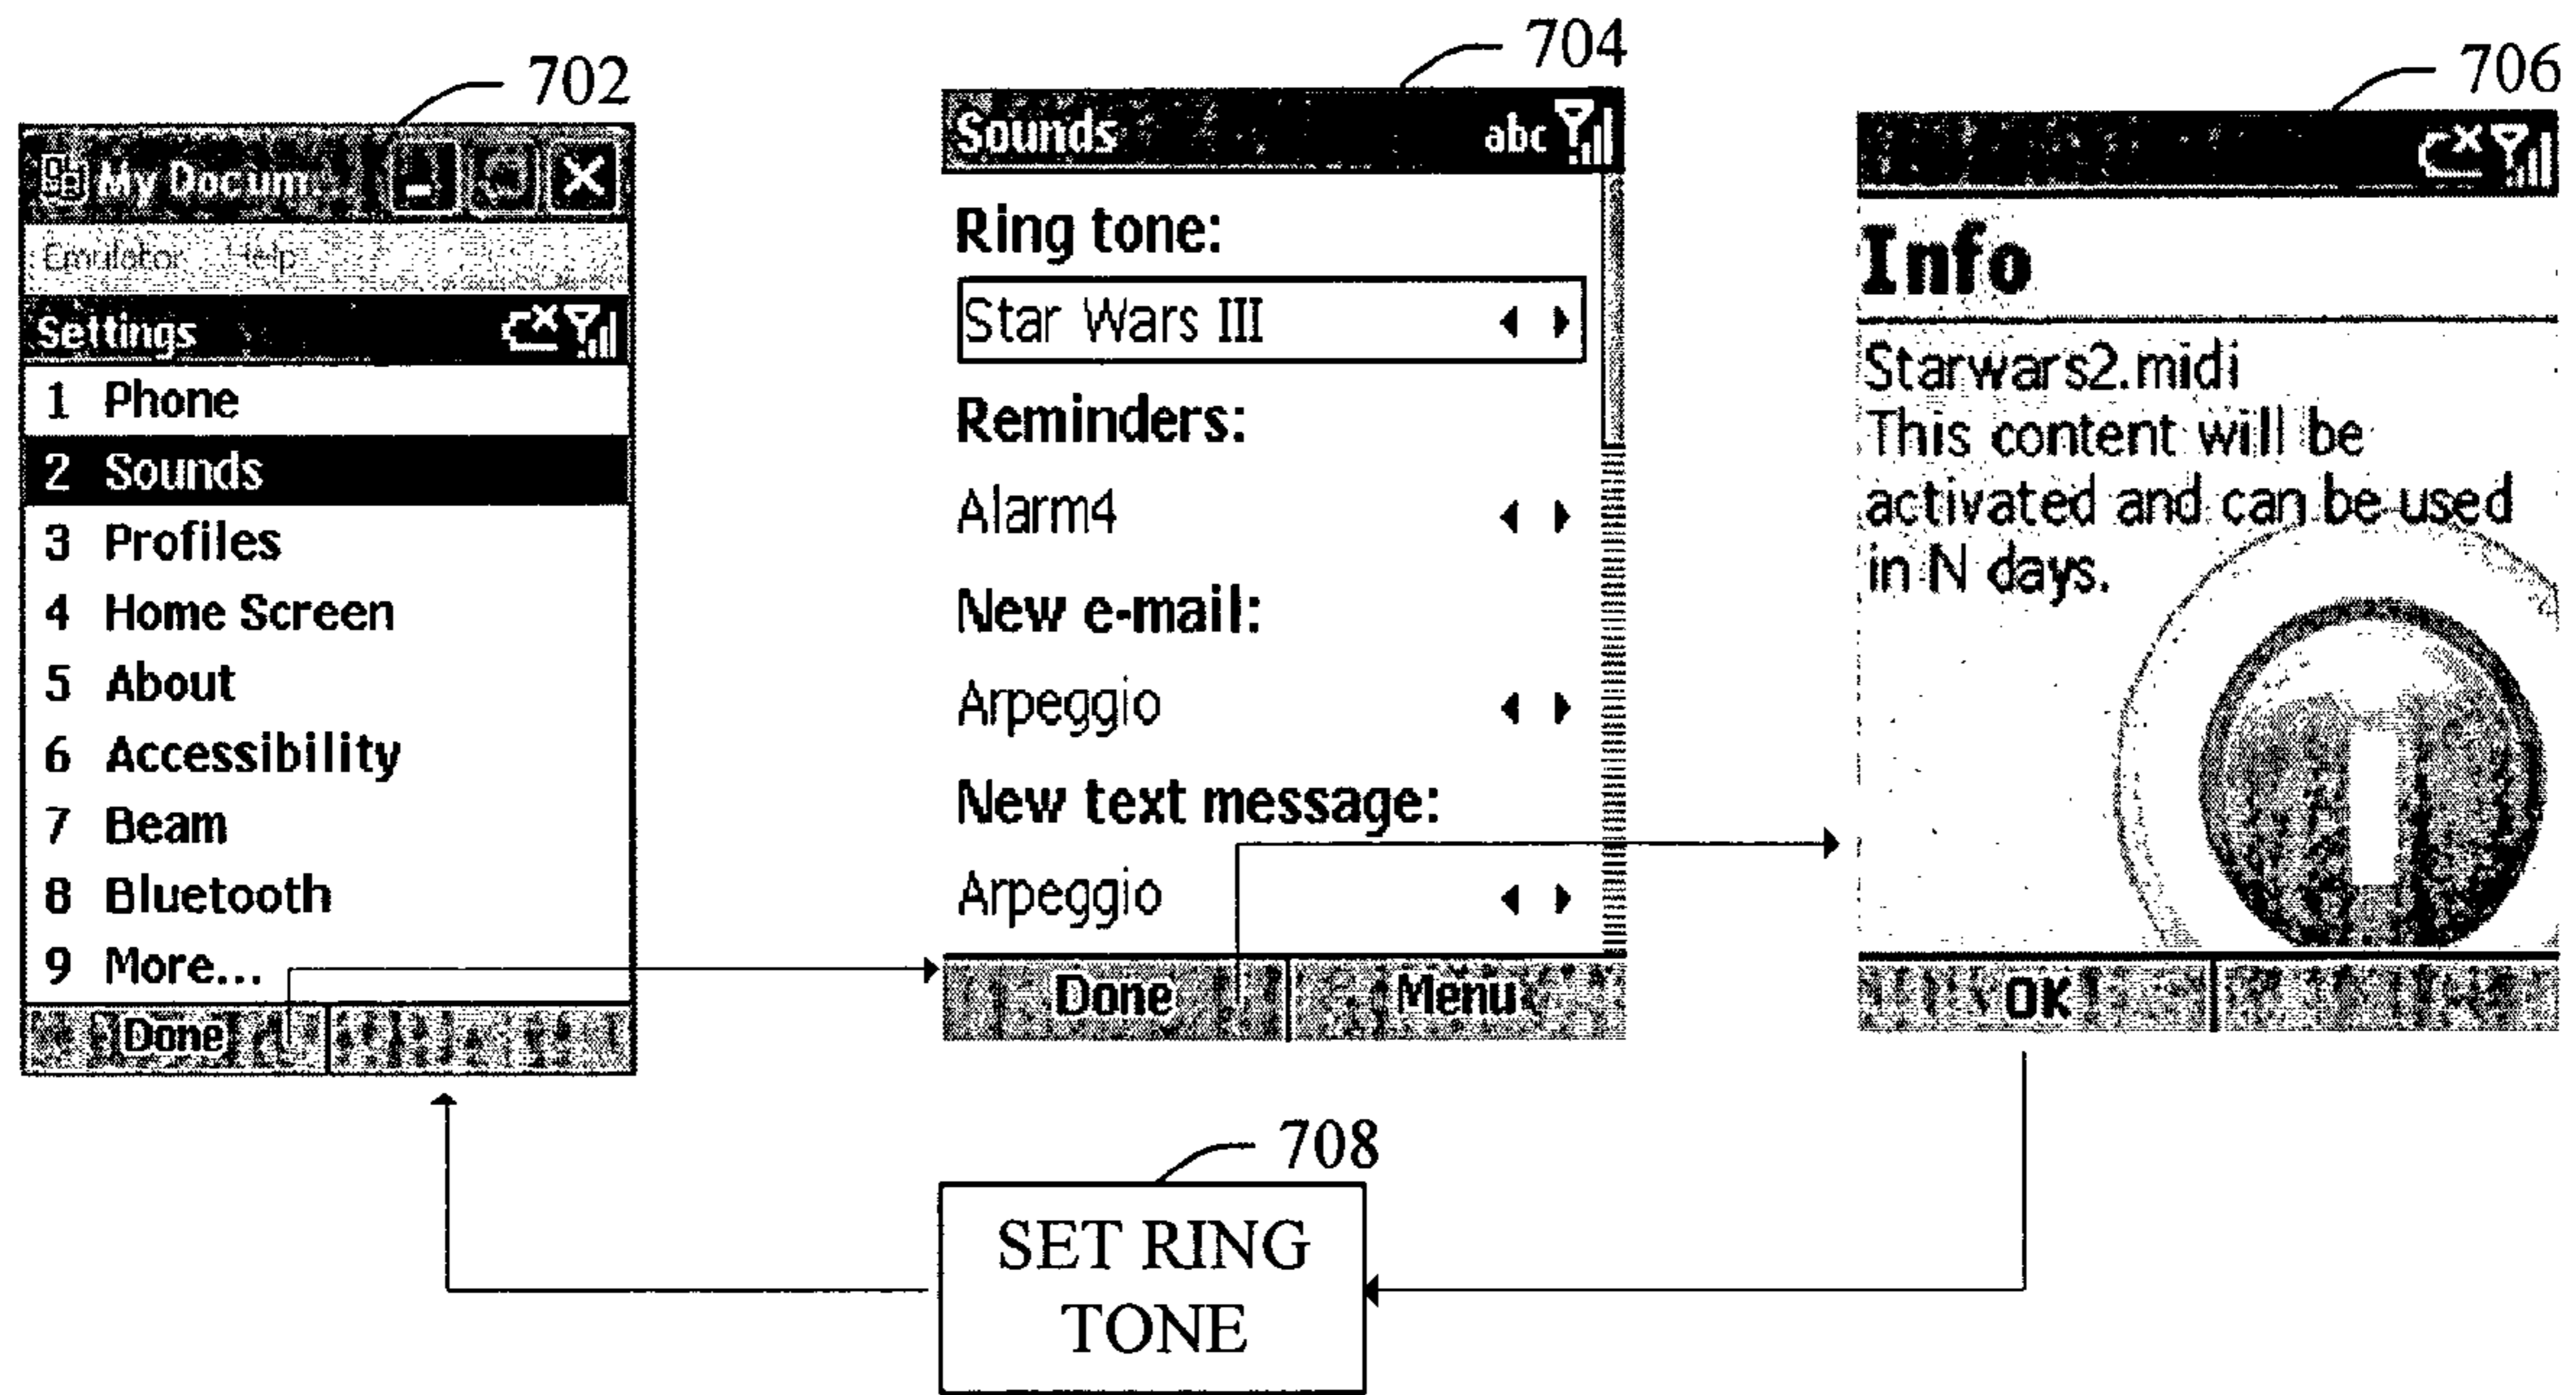 702
My Docum...
Emulator Help
Settings
1 Phone
2 Sounds
3 Profiles
4 Home Screen
5 About
6 Accessibility
7 Beam
8 Bluetooth
9 More...
Done
704
Sounds abc
Ring tone:
Star Wars III
Reminders:
Alarm4
New e-mail:
Arpeggio
New text message:
Arpeggio
Done Menu
706
Info
Starwars2.midi
This content will be
activated and can be used
in N days.
OK
708
SET RING
TONE